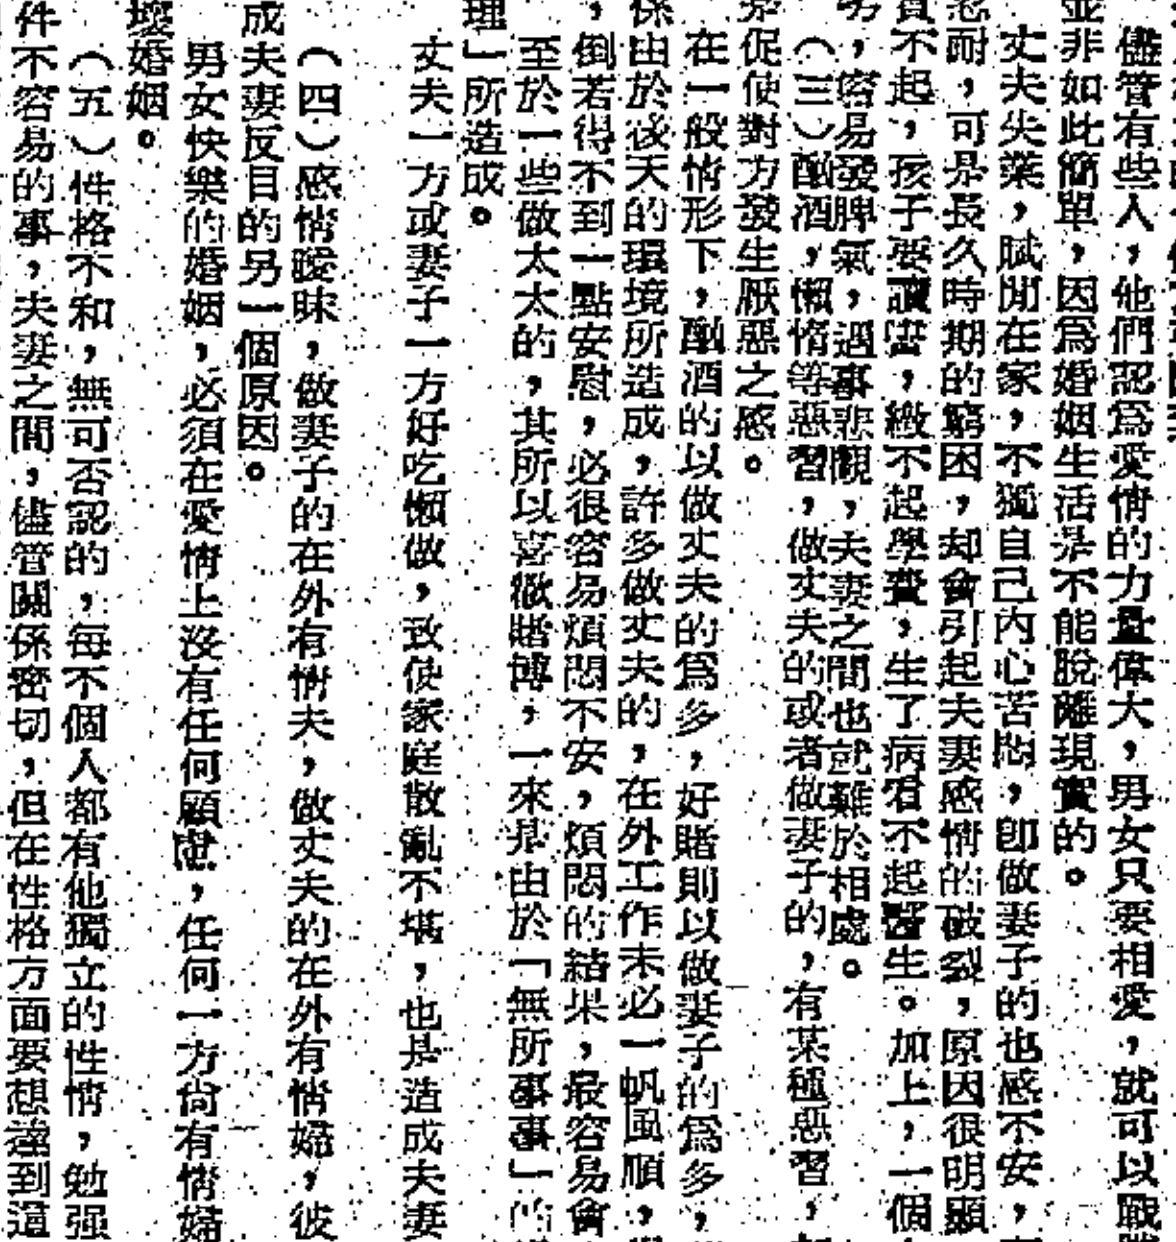 儘管有些人，他們認爲愛情的力量偉大，男女只要相愛，就可以戰
並非如此簡單，因爲婚姻生活是不能脫離現實的。
丈夫失業，賦閒在家，不獨自己內心苦悶，卽做妻子的也感不安，
忍耐，可是長久時期的窮困，却會引起夫妻感情的破裂，原因很明顯
不起，孩子要讀書，繳不起學費，生了病看不起醫生。加上，一個
，容易發脾氣，遇事悲觀，夫妻之間也就難於相處。
（三）酗酒，懶惰等惡習，做丈夫的或者做妻子的，有某種惡習，
促使對方發生厭惡之感。
在一般情形下，酗酒的以做丈夫的爲多，好賭則以做妻子的爲多，
係由於後天的環境所造成，許多做丈夫的，在外工作未必一帆風順，
，倒若得不到一點安慰，必很容易煩悶不安，煩悶的結果，最容易會
至於一些做太太的，其所以喜歡賭博，一來是由於「無所事事」的
理」所造成。
丈夫一方或妻子一方好吃懶做，致使家庭散亂不堪，也是造成夫妻
（四）感情曖昧，做妻子的在外有情夫，做丈夫的在外有情婦，彼
成夫妻反目的另一個原因。
男女快樂的婚姻，必須在愛情上沒有任何顧慮，任何一方尙有情婦
壞婚姻。
（五）性格不和，無可否認的，每不個人都有他獨立的性情，勉强
件不容易的事，夫妻之間，儘管關係密切，但在性格方面要想達到這